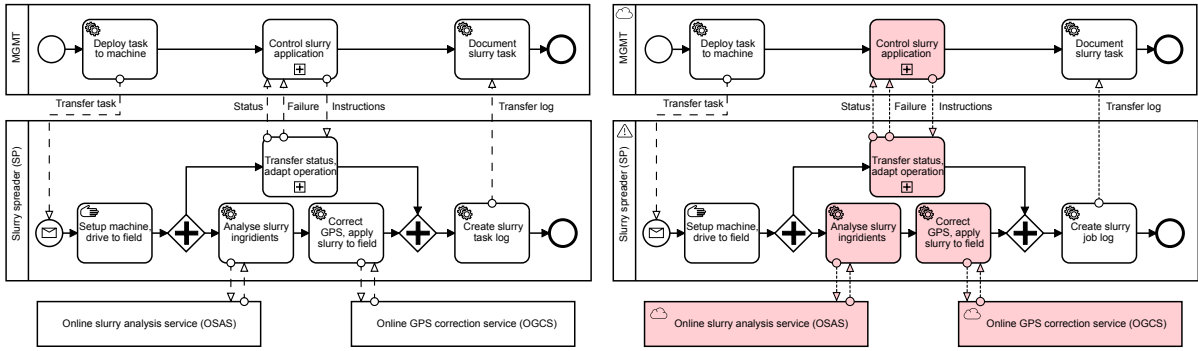 MGMT
Deploy task
to machine
Control slurry
application
Document
slurry task
Transfer task
Status
Failure
Instructions
Transfer log
Slurry spreader (SP)
Transfer status,
adapt operation
Setup machine,
drive to field
Analyse slurry
ingridients
Correct
GPS, apply
slurry to field
Create slurry
task log
Online slurry analysis service (OSAS)
Online GPS correction service (OGCS)
MGMT
Deploy task
to machine
Control slurry
application
Document
slurry task
Transfer task
Status
Failure
Instructions
Transfer log
Slurry spreader (SP)
Transfer status,
adapt operation
Setup machine,
drive to field
Analyse slurry
ingridients
Correct
GPS, apply
slurry to field
Create slurry
job log
Online slurry analysis service (OSAS)
Online GPS correction service (OGCS)